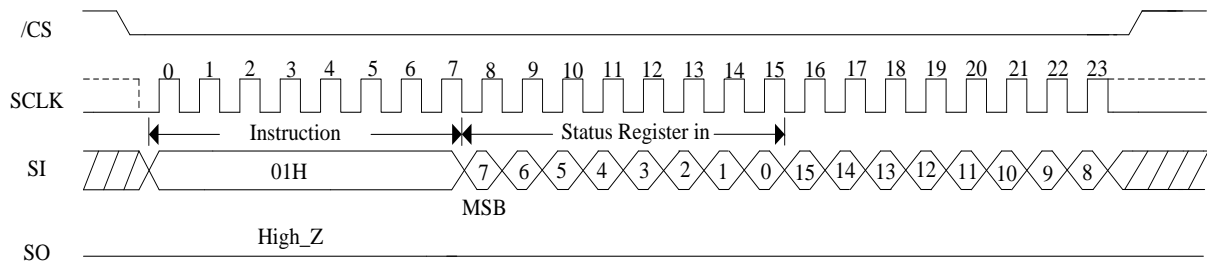 /CS
0 1 2 3 4 5 6 7 8 9 10 11 12 13 14 15 16 17 18 19 20 21 22 23
SCLK
Instruction Status Register in
SI 01H 7 6 5 4 3 2 1 0 15 14 13 12 11 10 9 8
MSB
High_Z
SO